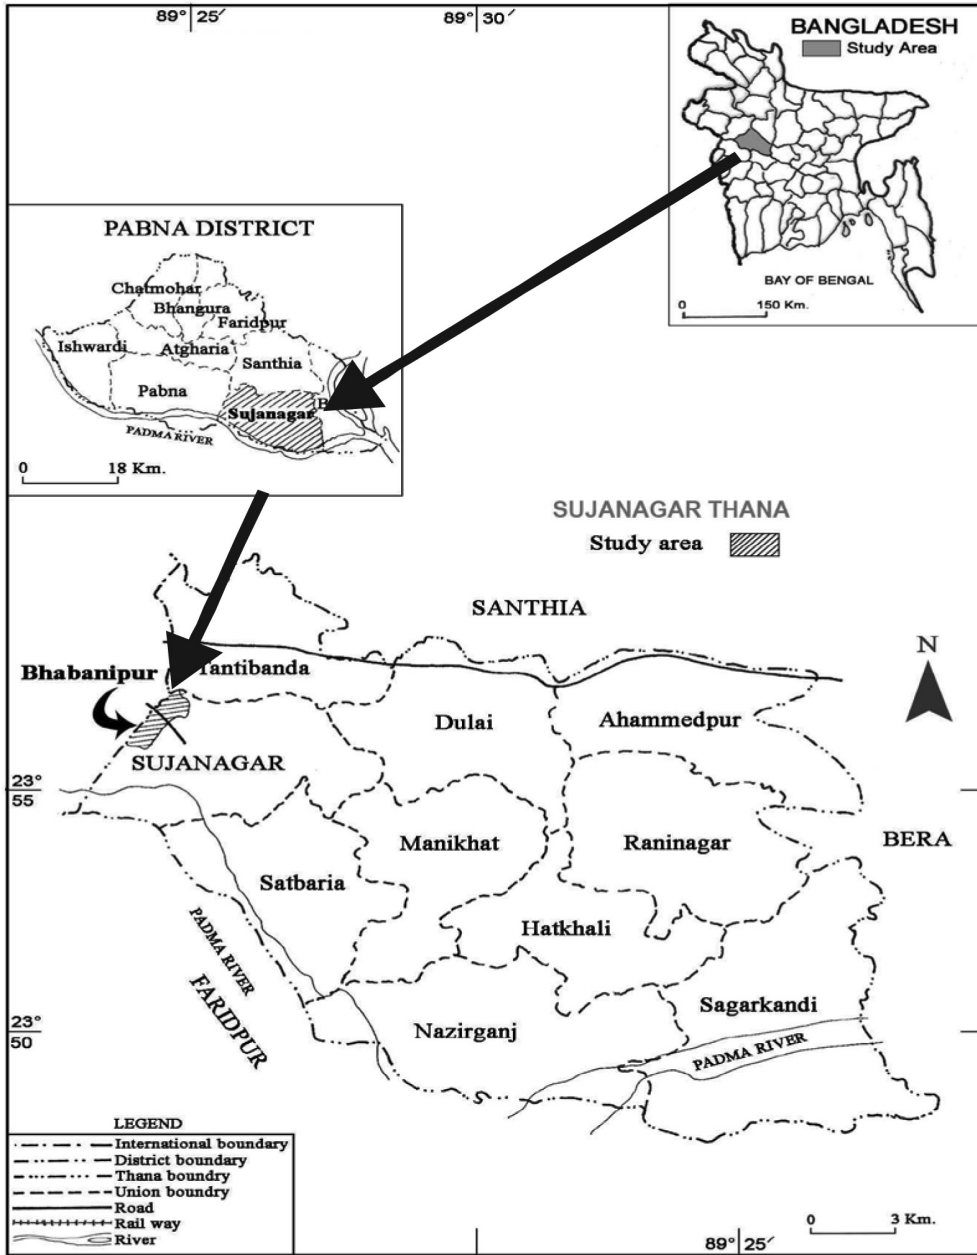 89° 25′
89° 30′
BANGLADESH
Study Area
BAY OF BENGAL
0 150 Km.
PABNA DISTRICT
Chatmohar
Bhangura
Faridpur
Ishwardi
Atgharia
Santhia
Pabna
Sujanagar
B
PADMA RIVER
0 18 Km.
SUJANAGAR THANA
Study area
SANTHIA
N
Tantibanda
Bhabanipur
Dulai
Ahammedpur
SUJANAGAR
23°
55
Manikhat
Raninagar
BERA
Satbaria
Hatkhali
PADMA RIVER
FARIDPUR
Sagarkandi
Nazirganj
23°
50
PADMA RIVER
LEGEND
International boundary
District boundary
Thana boundry
Union boundry
Road
Rail way
River
0 3 Km.
89° 25′